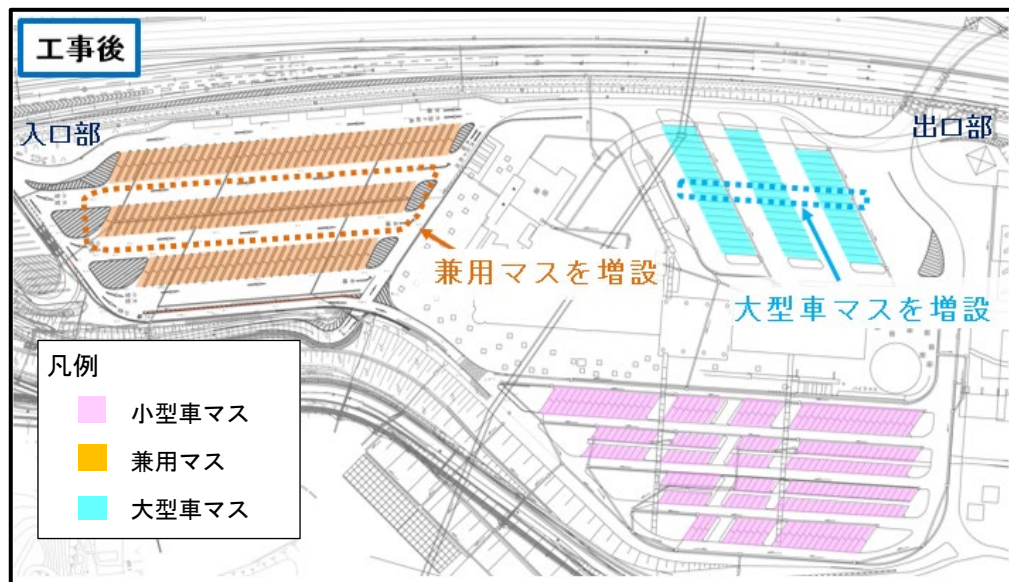 工事後
入口部
出口部
兼用マスを増設
大型車マスを増設
凡例
小型車マス
兼用マス
大型車マス